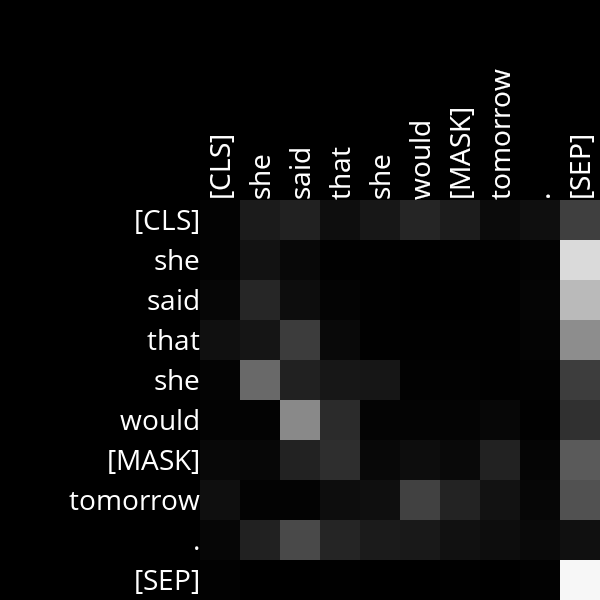 [CLS]
she
said
that
she
would
[MASK]
tomorrow
.
[SEP]
[CLS]
she
said
that
she
would
[MASK]
tomorrow
.
[SEP]